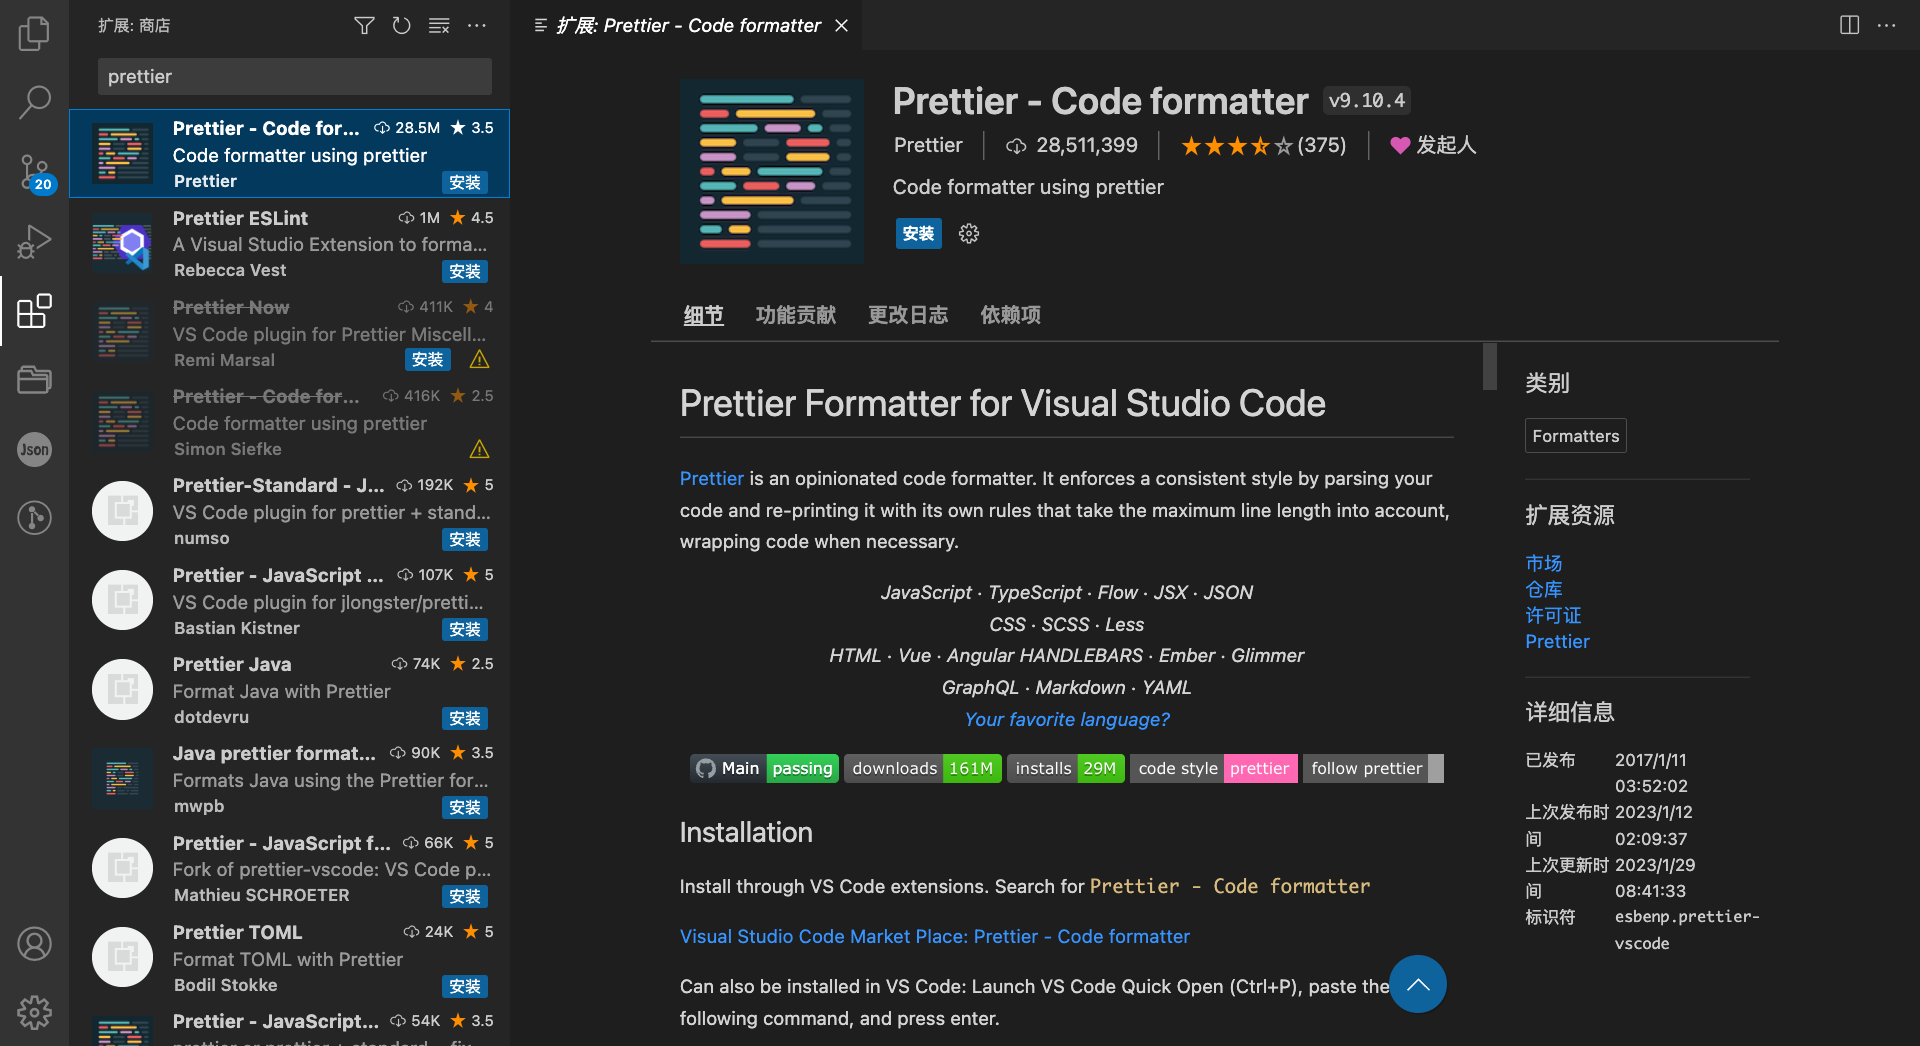 扩展: 商店
prettier
Prettier - Code for... 28.5M ★ 3.5
Code formatter using prettier
Prettier 安装
Prettier ESLint 1M ★ 4.5
A Visual Studio Extension to forma...
Rebecca Vest 安装
Prettier Now 411K ★ 4
VS Code plugin for Prettier Miscell...
Remi Marsal 安装
Prettier - Code for... 416K ★ 2.5
Code formatter using prettier
Simon Siefke
Prettier-Standard - J... 192K ★ 5
VS Code plugin for prettier + stand...
numso 安装
Prettier - JavaScript ... 107K ★ 5
VS Code plugin for jlongster/pretti...
Bastian Kistner 安装
Prettier Java 74K ★ 2.5
Format Java with Prettier
dotdevru 安装
Java prettier format... 90K ★ 3.5
Formats Java using the Prettier for...
mwpb 安装
Prettier - JavaScript f... 66K ★ 5
Fork of prettier-vscode: VS Code p...
Mathieu SCHROETER 安装
Prettier TOML 24K ★ 5
Format TOML with Prettier
Bodil Stokke 安装
Prettier - JavaScript... 54K ★ 3.5
20
Json
扩展: Prettier - Code formatter
Prettier - Code formatter v9.10.4
Prettier 28,511,399 (375) 发起人
Code formatter using prettier
安装
细节 功能贡献 更改日志 依赖项
Prettier Formatter for Visual Studio Code
Prettier is an opinionated code formatter. It enforces a consistent style by parsing your
code and re-printing it with its own rules that take the maximum line length into account,
wrapping code when necessary.
JavaScript · TypeScript · Flow · JSX · JSON
CSS · SCSS · Less
HTML · Vue · Angular HANDLEBARS · Ember · Glimmer
GraphQL · Markdown · YAML
Your favorite language?
Main passing downloads 161M installs 29M code style prettier follow prettier
Installation
Install through VS Code extensions. Search for Prettier - Code formatter
Visual Studio Code Market Place: Prettier - Code formatter
Can also be installed in VS Code: Launch VS Code Quick Open (Ctrl+P), paste the
following command, and press enter.
类别
Formatters
扩展资源
市场
仓库
许可证
Prettier
详细信息
已发布 2017/1/11
03:52:02
上次发布时 2023/1/12
间 02:09:37
上次更新时 2023/1/29
间 08:41:33
标识符 esbenp.prettier-
vscode